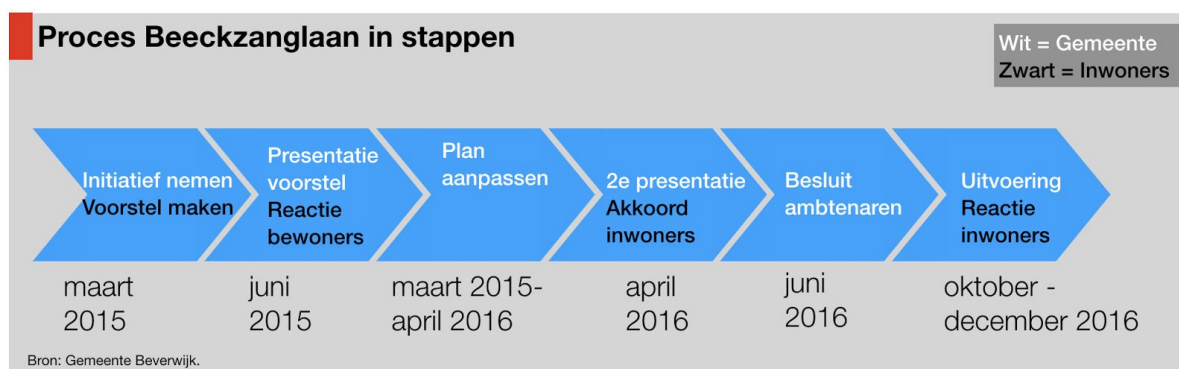 Proces Beeckzanglaan in stappen
Wit = Gemeente
Zwart = Inwoners
Initiatief nemen
Voorstel maken
Presentatie
voorstel
Reactie
bewoners
Plan
aanpassen
2e presentatie
Akkoord
inwoners
Besluit
ambtenaren
Uitvoering
Reactie
inwoners
maart
2015
juni
2015
maart 2015-
april 2016
april
2016
juni
2016
oktober -
december 2016
Bron: Gemeente Beverwijk.